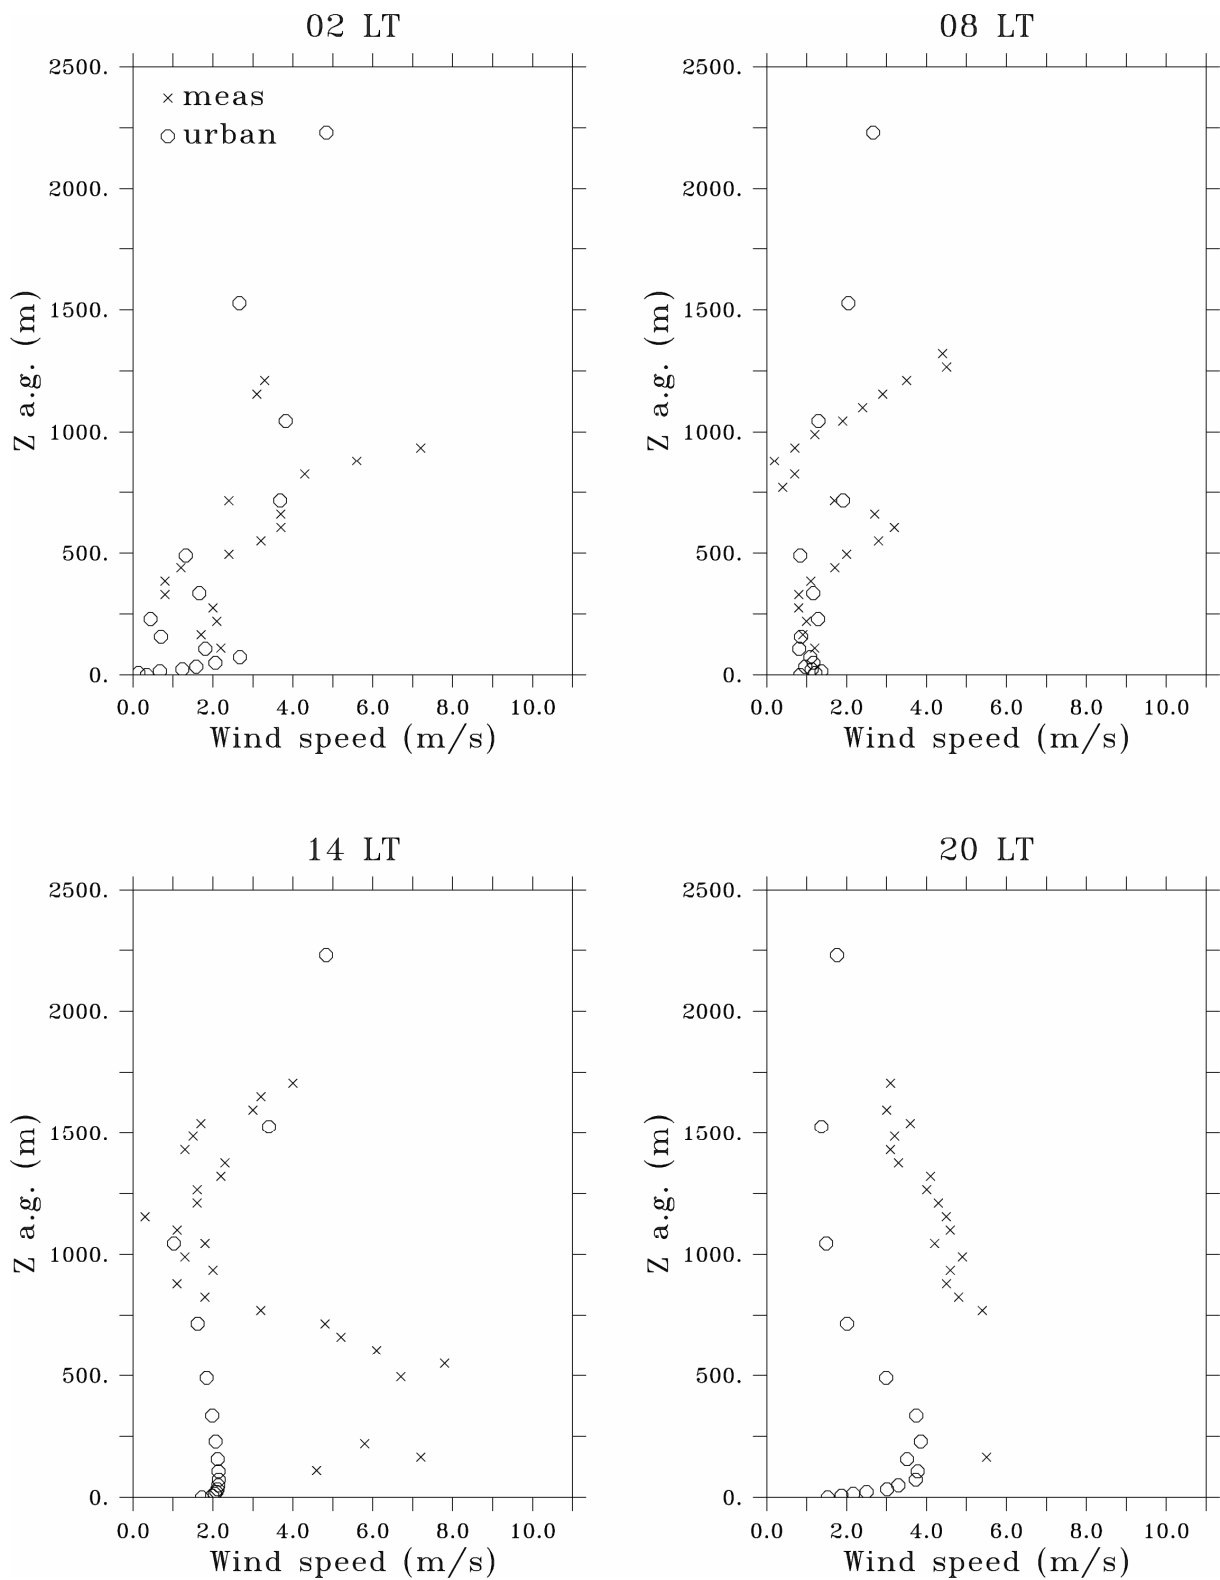 02 LT
08 LT
2500.
2000.
1500.
1000.
500.
0.
Z a.g. (m)
× meas
○ urban
0.0 2.0 4.0 6.0 8.0 10.0
Wind speed (m/s)
2500.
2000.
1500.
1000.
500.
0.
Z a.g. (m)
0.0 2.0 4.0 6.0 8.0 10.0
Wind speed (m/s)
14 LT
20 LT
2500.
2000.
1500.
1000.
500.
0.
Z a.g. (m)
0.0 2.0 4.0 6.0 8.0 10.0
Wind speed (m/s)
2500.
2000.
1500.
1000.
500.
0.
Z a.g. (m)
0.0 2.0 4.0 6.0 8.0 10.0
Wind speed (m/s)